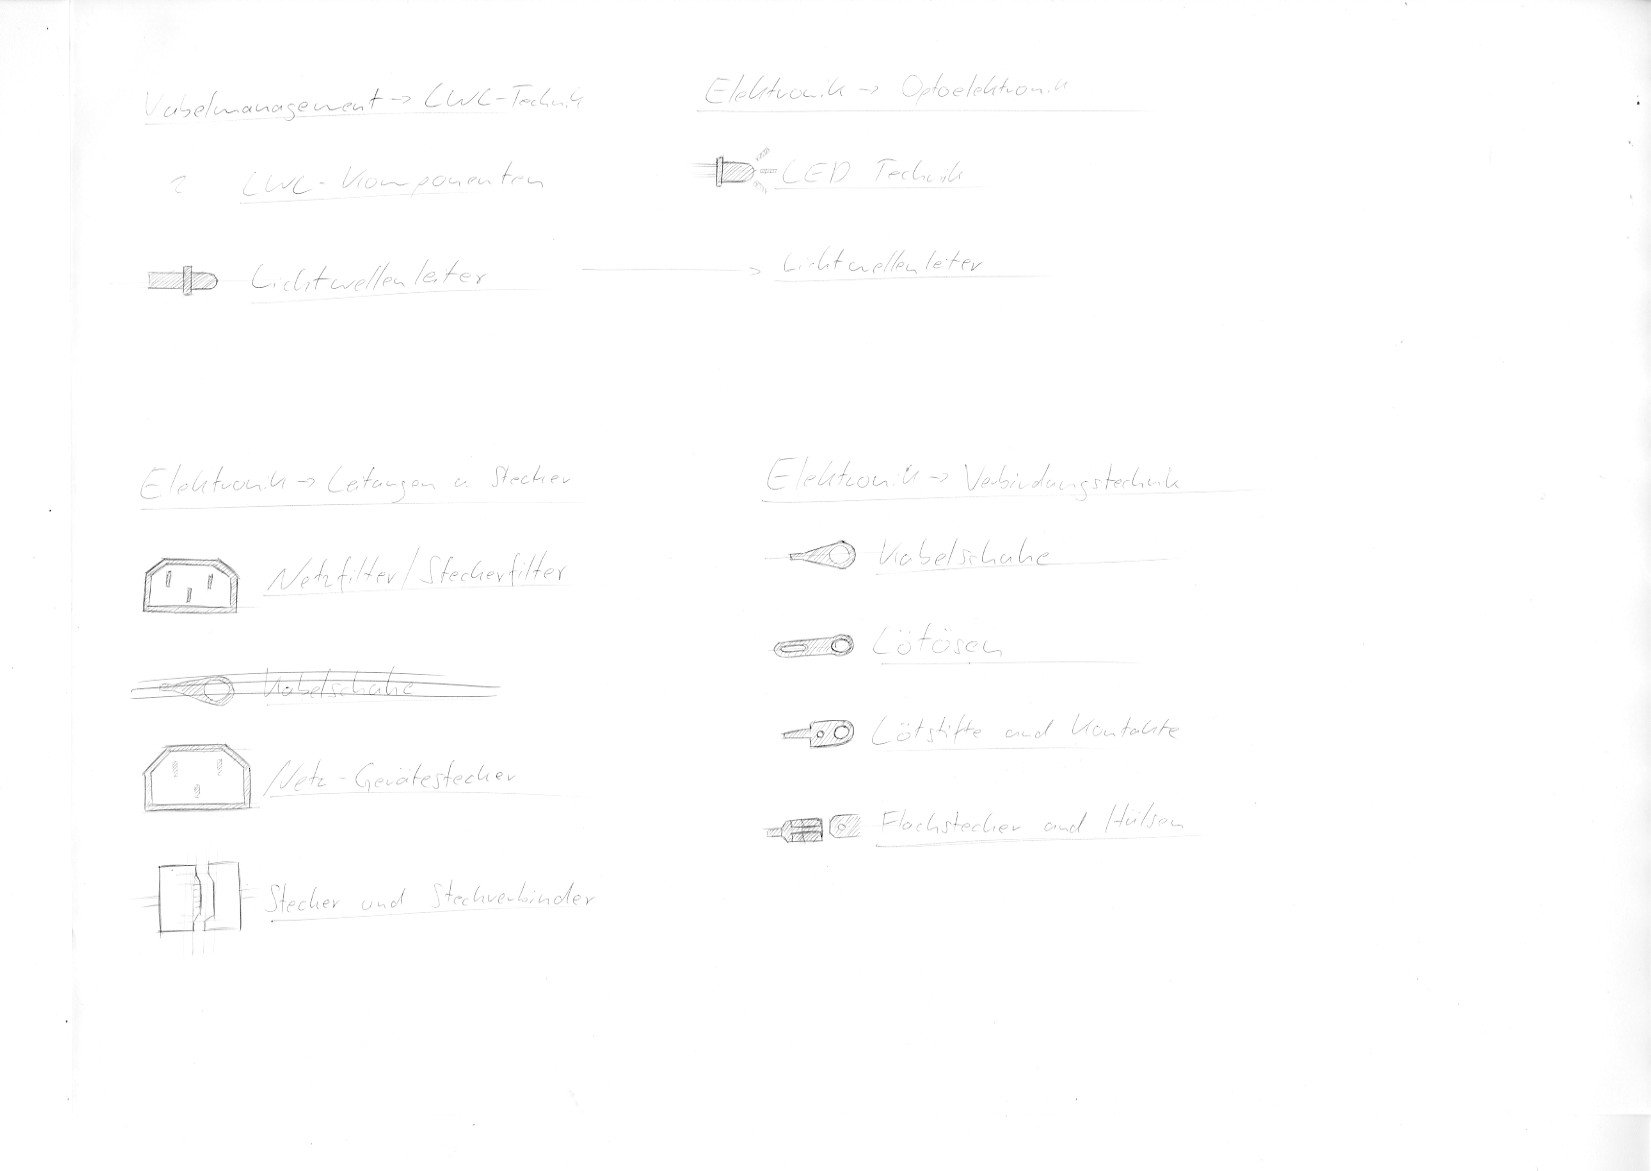 Kabelmanagement → LWL-Technik
? LWL-Komponenten
Lichtwellenleiter
Elektronik → Optoelektronik
LED Technik
→ Lichtwellenleiter
Elektronik → Leitungen u Stecker
Netzfilter/Steckerfilter
Kabelschuhe
Netz-Gerätestecker
Stecker und Steckverbinder
Elektronik → Verbindungstechnik
Kabelschuhe
Lötösen
Lötstifte und Kontakte
Flachstecker und Hülsen